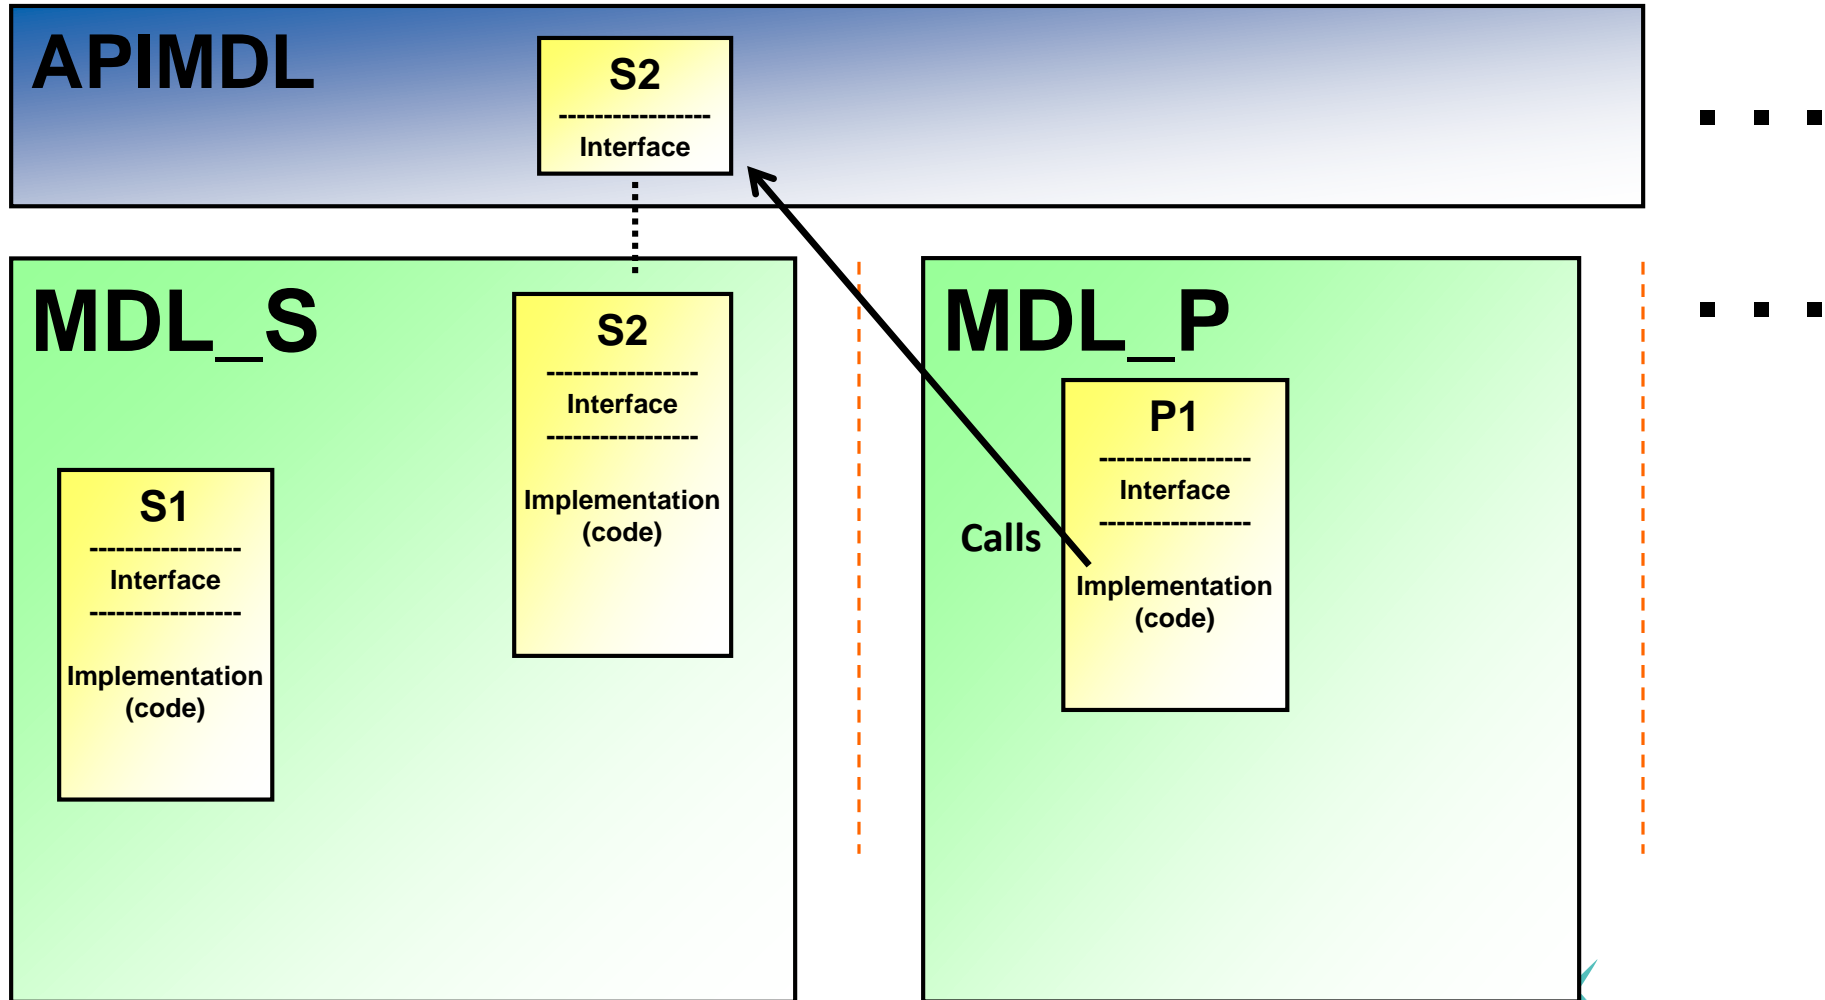 APIMDL
S2
-----------------
Interface
. . .
MDL_S
S2
-----------------
Interface
-----------------
Implementation
(code)
S1
-----------------
Interface
-----------------
Implementation
(code)
MDL_P
P1
-----------------
Interface
-----------------
Implementation
(code)
Calls
. . .